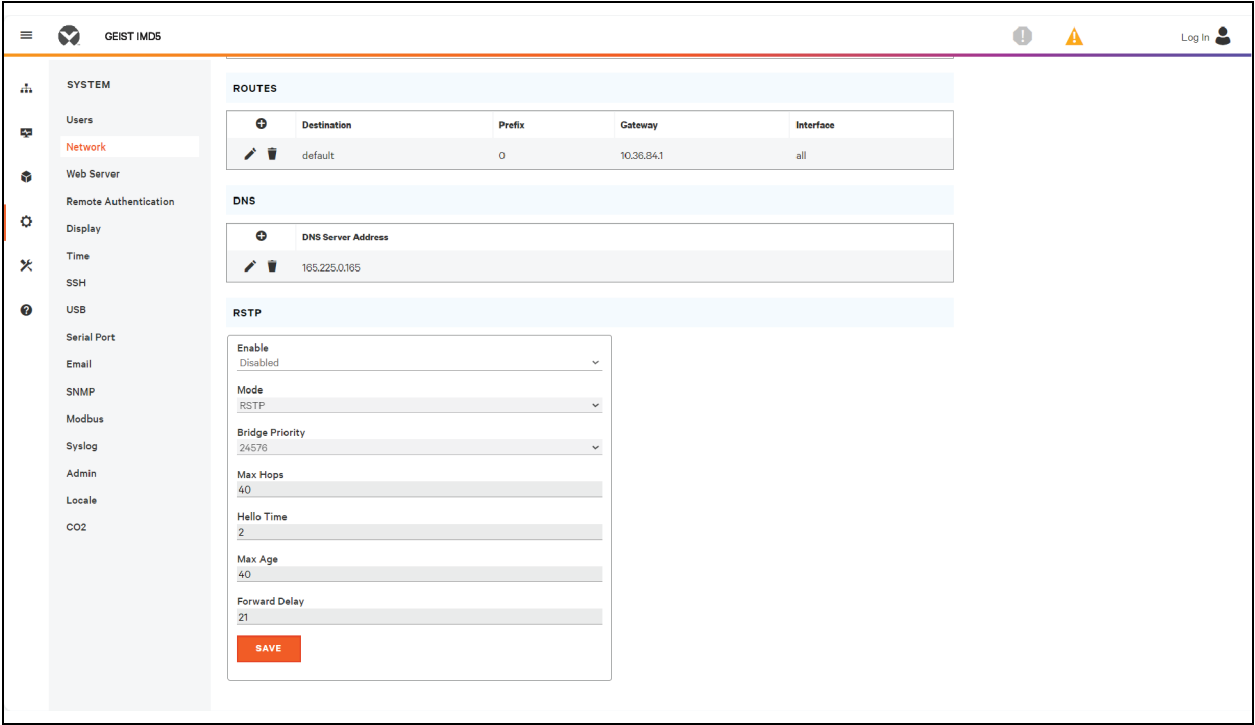 GEIST IMD5
Log In
SYSTEM
Users
Network
Web Server
Remote Authentication
Display
Time
SSH
USB
Serial Port
Email
SNMP
Modbus
Syslog
Admin
Locale
CO2
ROUTES
Destination Prefix Gateway Interface
default 0 10.36.84.1 all
DNS
DNS Server Address
165.225.0.165
RSTP
Enable
Disabled
Mode
RSTP
Bridge Priority
24576
Max Hops
40
Hello Time
2
Max Age
40
Forward Delay
21
SAVE